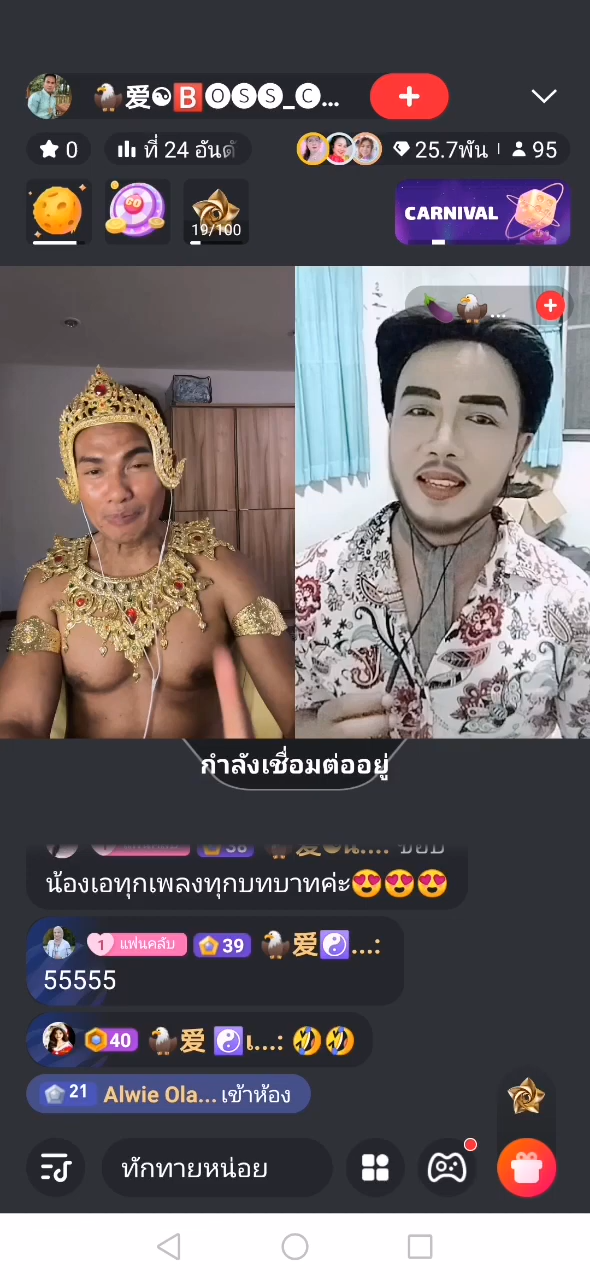 🦅爱☯🅱🅞🅢🅢_🅒...
0
ที่ 24 อันดั
25.7พัน
95
60
19/100
CARNIVAL
🍆🦅...
กำลังเชื่อมต่ออยู่
น้องเอทุกเพลงทุกบทบาทค่ะ😍😍😍
1 แฟนคลับ 39 🦅爱☯️...:
55555
40 🦅爱 ☯️เ...: 🤣🤣
21 Alwie Ola... เข้าห้อง
ทักทายหน่อย